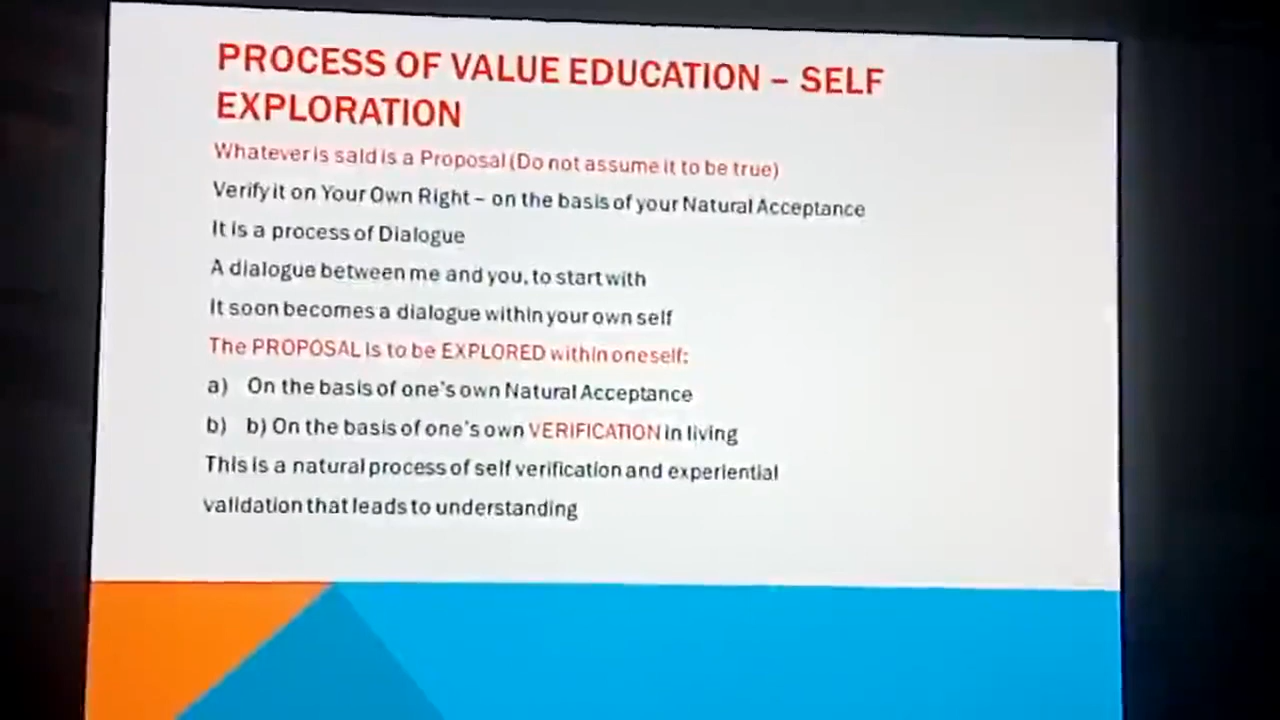 PROCESS OF VALUE EDUCATION – SELF
EXPLORATION
Whatever is said is a Proposal (Do not assume it to be true)
Verify it on Your Own Right – on the basis of your Natural Acceptance
It is a process of Dialogue
A dialogue between me and you, to start with
It soon becomes a dialogue within your own self
The PROPOSAL is to be EXPLORED within oneself:
a) On the basis of one's own Natural Acceptance
b) b) On the basis of one's own VERIFICATION in living
This is a natural process of self verification and experiential
validation that leads to understanding